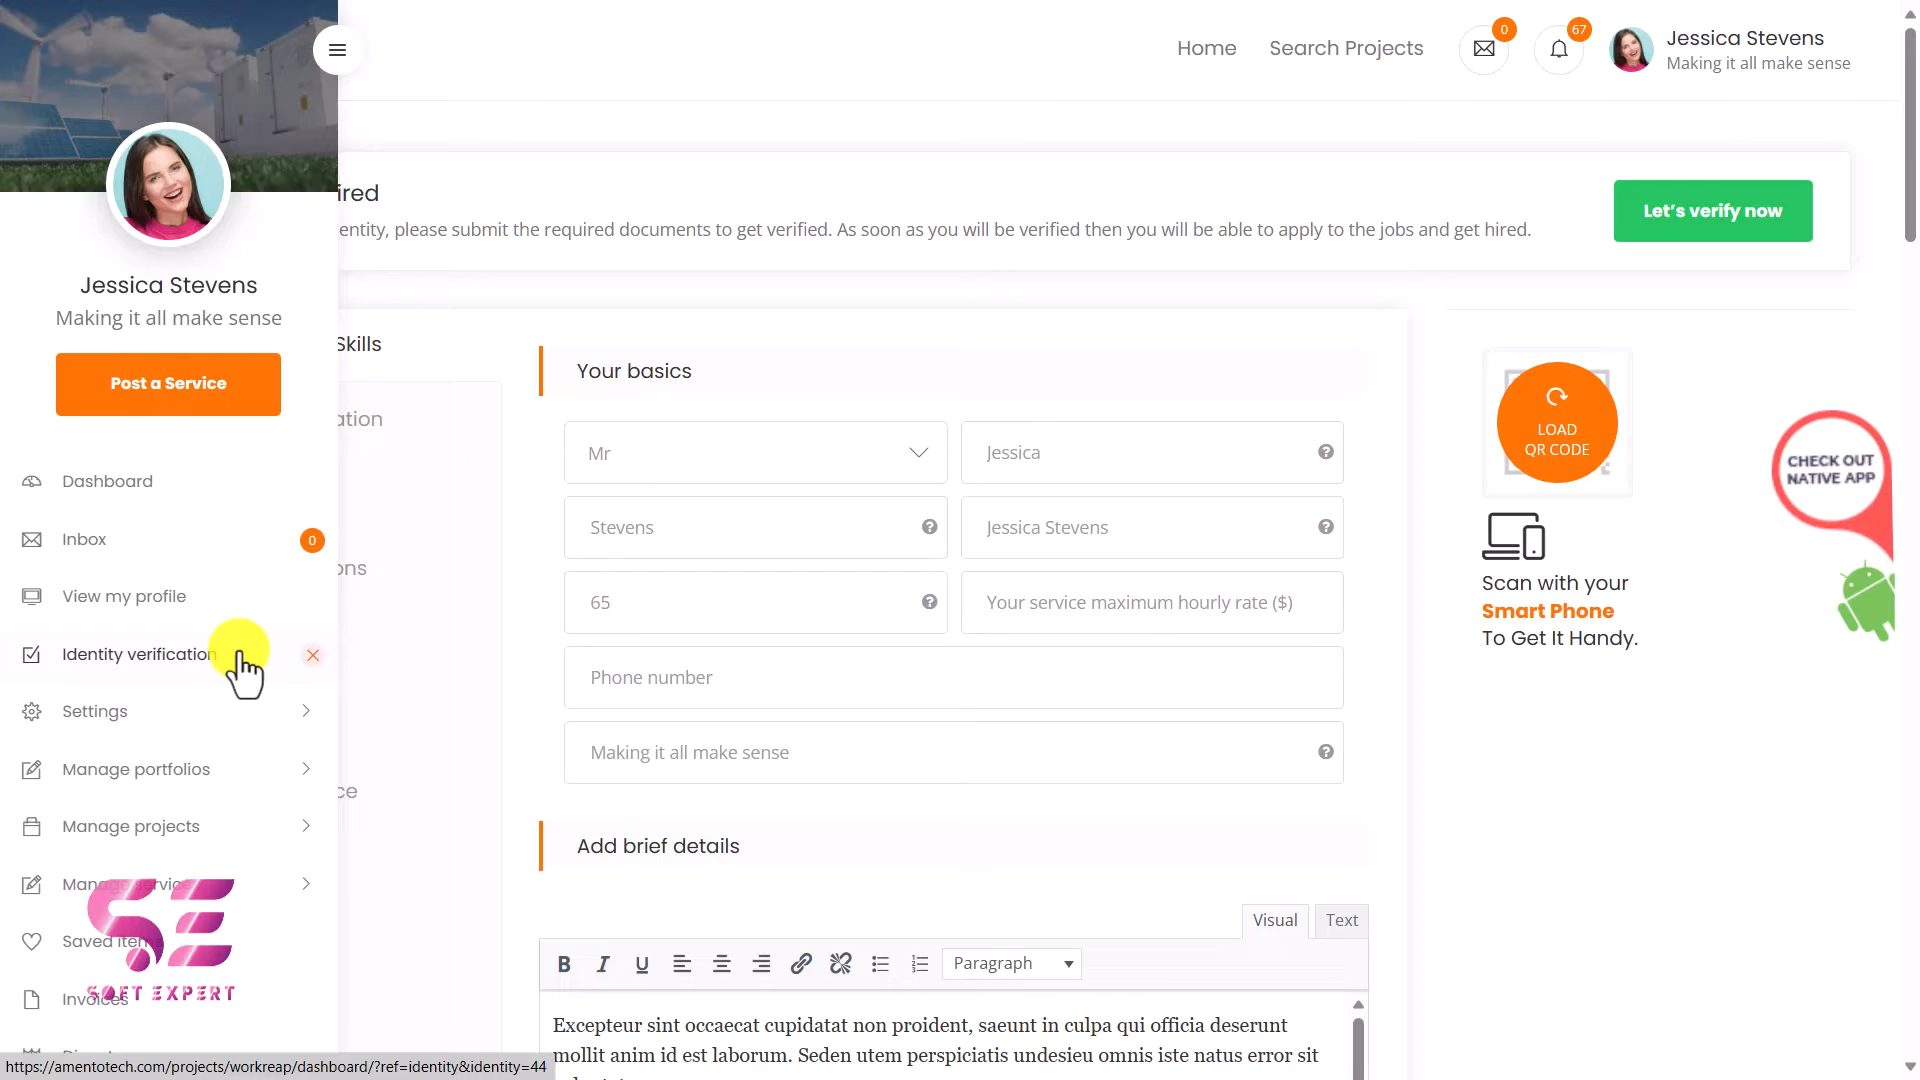 Home
Search Projects
0
67
Jessica Stevens
Making it all make sense
ired
entity, please submit the required documents to get verified. As soon as you will be verified then you will be able to apply to the jobs and get hired.
Let's verify now
Jessica Stevens
Making it all make sense
Post a Service
Dashboard
Inbox
0
View my profile
Identity verification
Settings
Manage portfolios
Manage projects
Manage service
Saved items
Invoices
SE
SOFT EXPERT
https://amentotech.com/projects/workreap/dashboard/?ref=identity&identity=44
Skills
ation
ons
ce
Your basics
Mr
Jessica
Stevens
Jessica Stevens
65
Your service maximum hourly rate ($)
Phone number
Making it all make sense
Add brief details
Visual
Text
B I U
Paragraph
Excepteur sint occaecat cupidatat non proident, saeunt in culpa qui officia deserunt
mollit anim id est laborum. Seden utem perspiciatis undesieu omnis iste natus error sit
LOAD
QR CODE
Scan with your
Smart Phone
To Get It Handy.
CHECK OUT
NATIVE APP